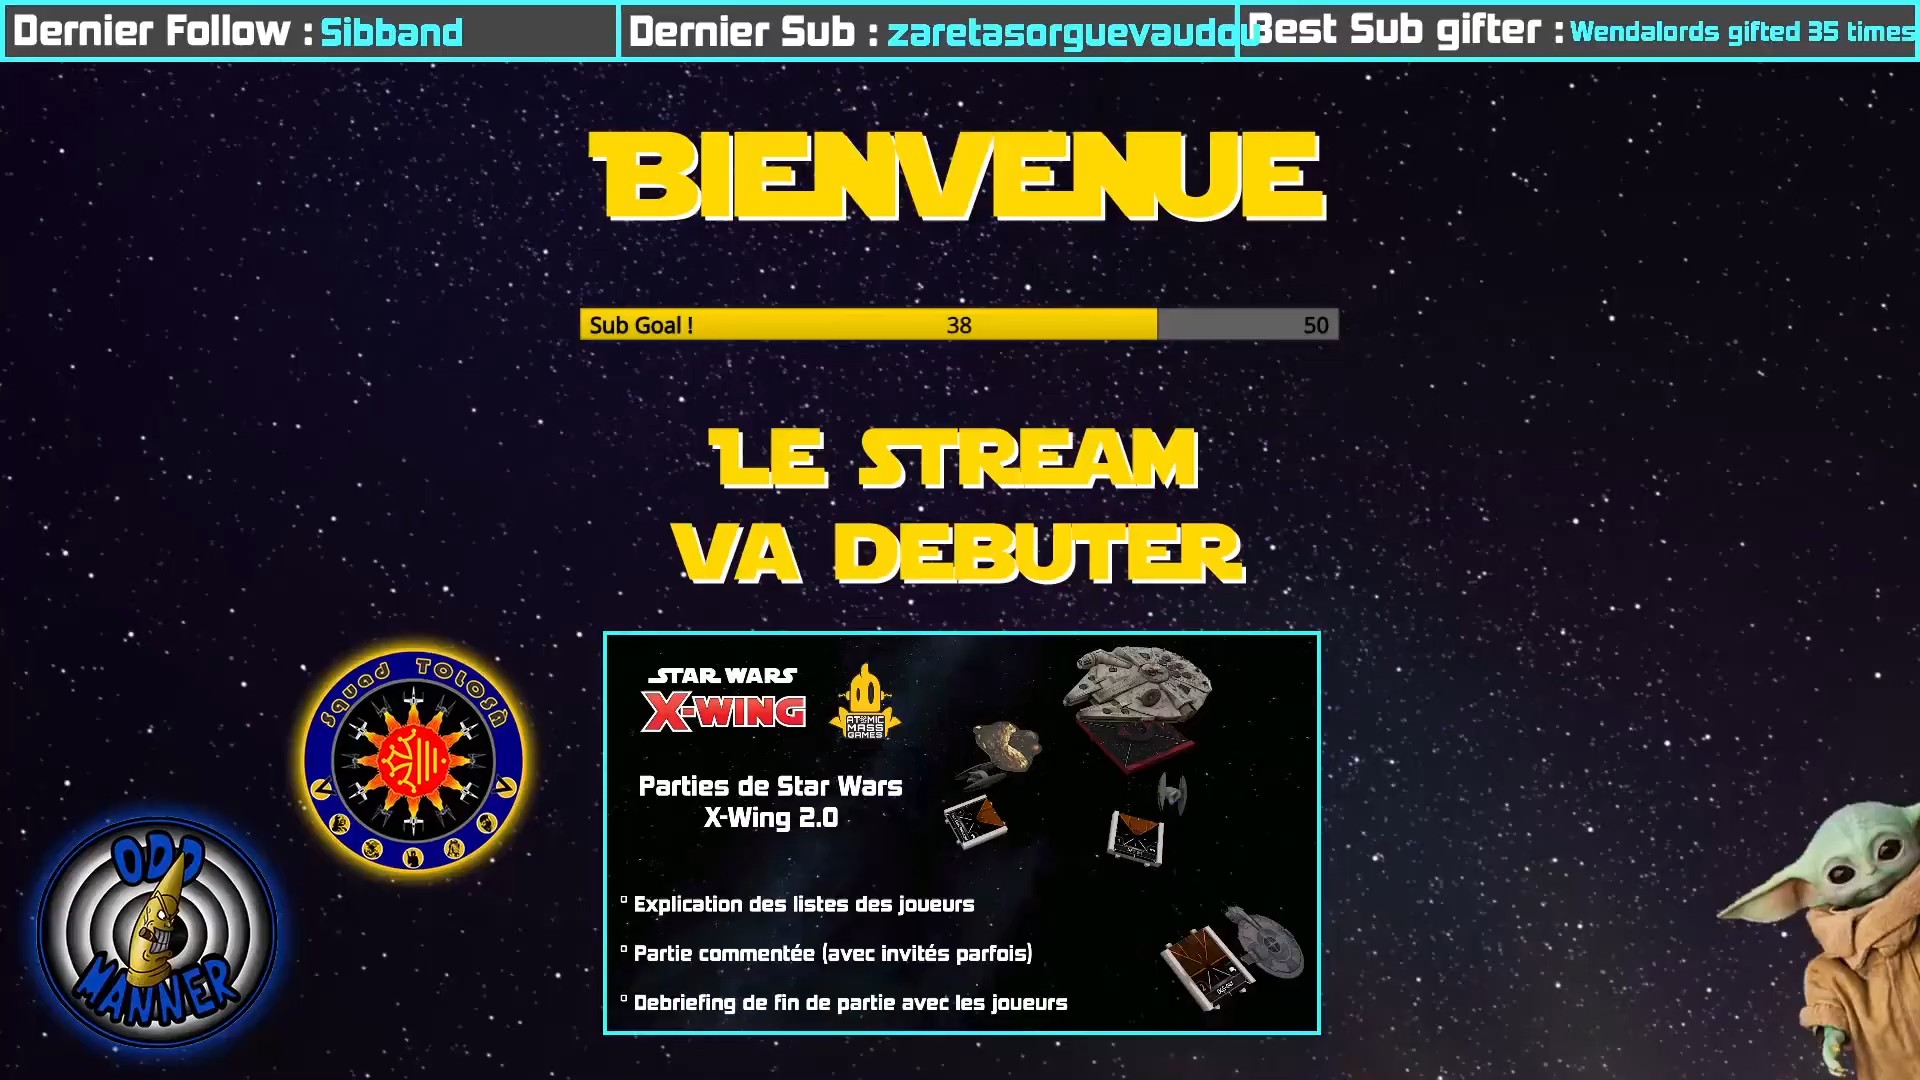 Dernier Follow : Sibband
Dernier Sub : zaretasorguevaudou
Best Sub gifter : Wendalords gifted 35 times
BIENVENUE
Sub Goal ! 38 50
LE STREAM
VA DEBUTER
Squad TOLOSA
STAR WARS
X-WING
ATOMIC
MASS
GAMES
Parties de Star Wars
X-Wing 2.0
° Explication des listes des joueurs
° Partie commentée (avec invités parfois)
° Debriefing de fin de partie avec les joueurs
ODD
MANNER